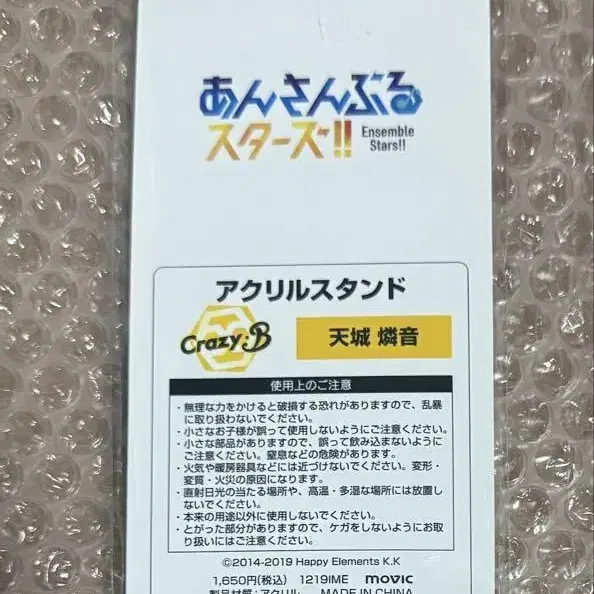 あんさんぶる
スターズ!!
Ensemble
Stars!!
アクリルスタンド
Crazy:B
天城 燐音
使用上のご注意
・無理な力をかけると破損する恐れがありますので、乱暴
に取り扱わないでください。
・小さなお子様が誤って使用しないようにご注意ください。
・小さな部品がありますので、誤って飲み込まないように
ご注意ください。窒息などの危険があります。
・火気や暖房器具などには近づけないでください。変形・
変質・火災の原因になります。
・直射日光の当たる場所や、高温・多湿な場所には放置し
ないでください。
・本来の用途以外に使用しないでください。
・とがった部分がありますので、ケガをしないようにお取
り扱いにはご注意ください。
©2014-2019 Happy Elements K.K
1,650円(税込) 1219IME movic
製品材質:アクリル MADE IN CHINA